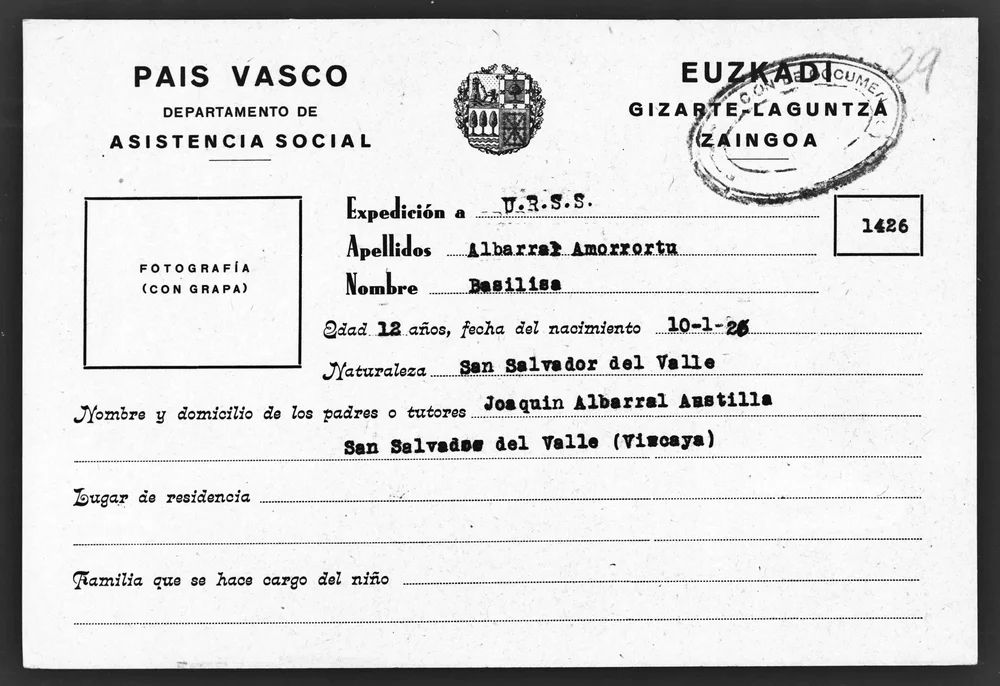 PAIS VASCO
DEPARTAMENTO DE
ASISTENCIA SOCIAL
EUZKADI
GIZARTE-LAGUNTZA
ZAINGOA
29
Expedición a U.R.S.S.
1426
Apellidos Albarral Amorrortu
Nombre Basilisa
FOTOGRAFÍA
(CON GRAPA)
Edad 12 años, fecha del nacimiento 10-1-26
Naturaleza San Salvador del Valle
Nombre y domicilio de los padres o tutores Joaquin Albarral
San Salvador del Valle (Vizcaya)
Lugar de residencia
Familia que se hace cargo del niño